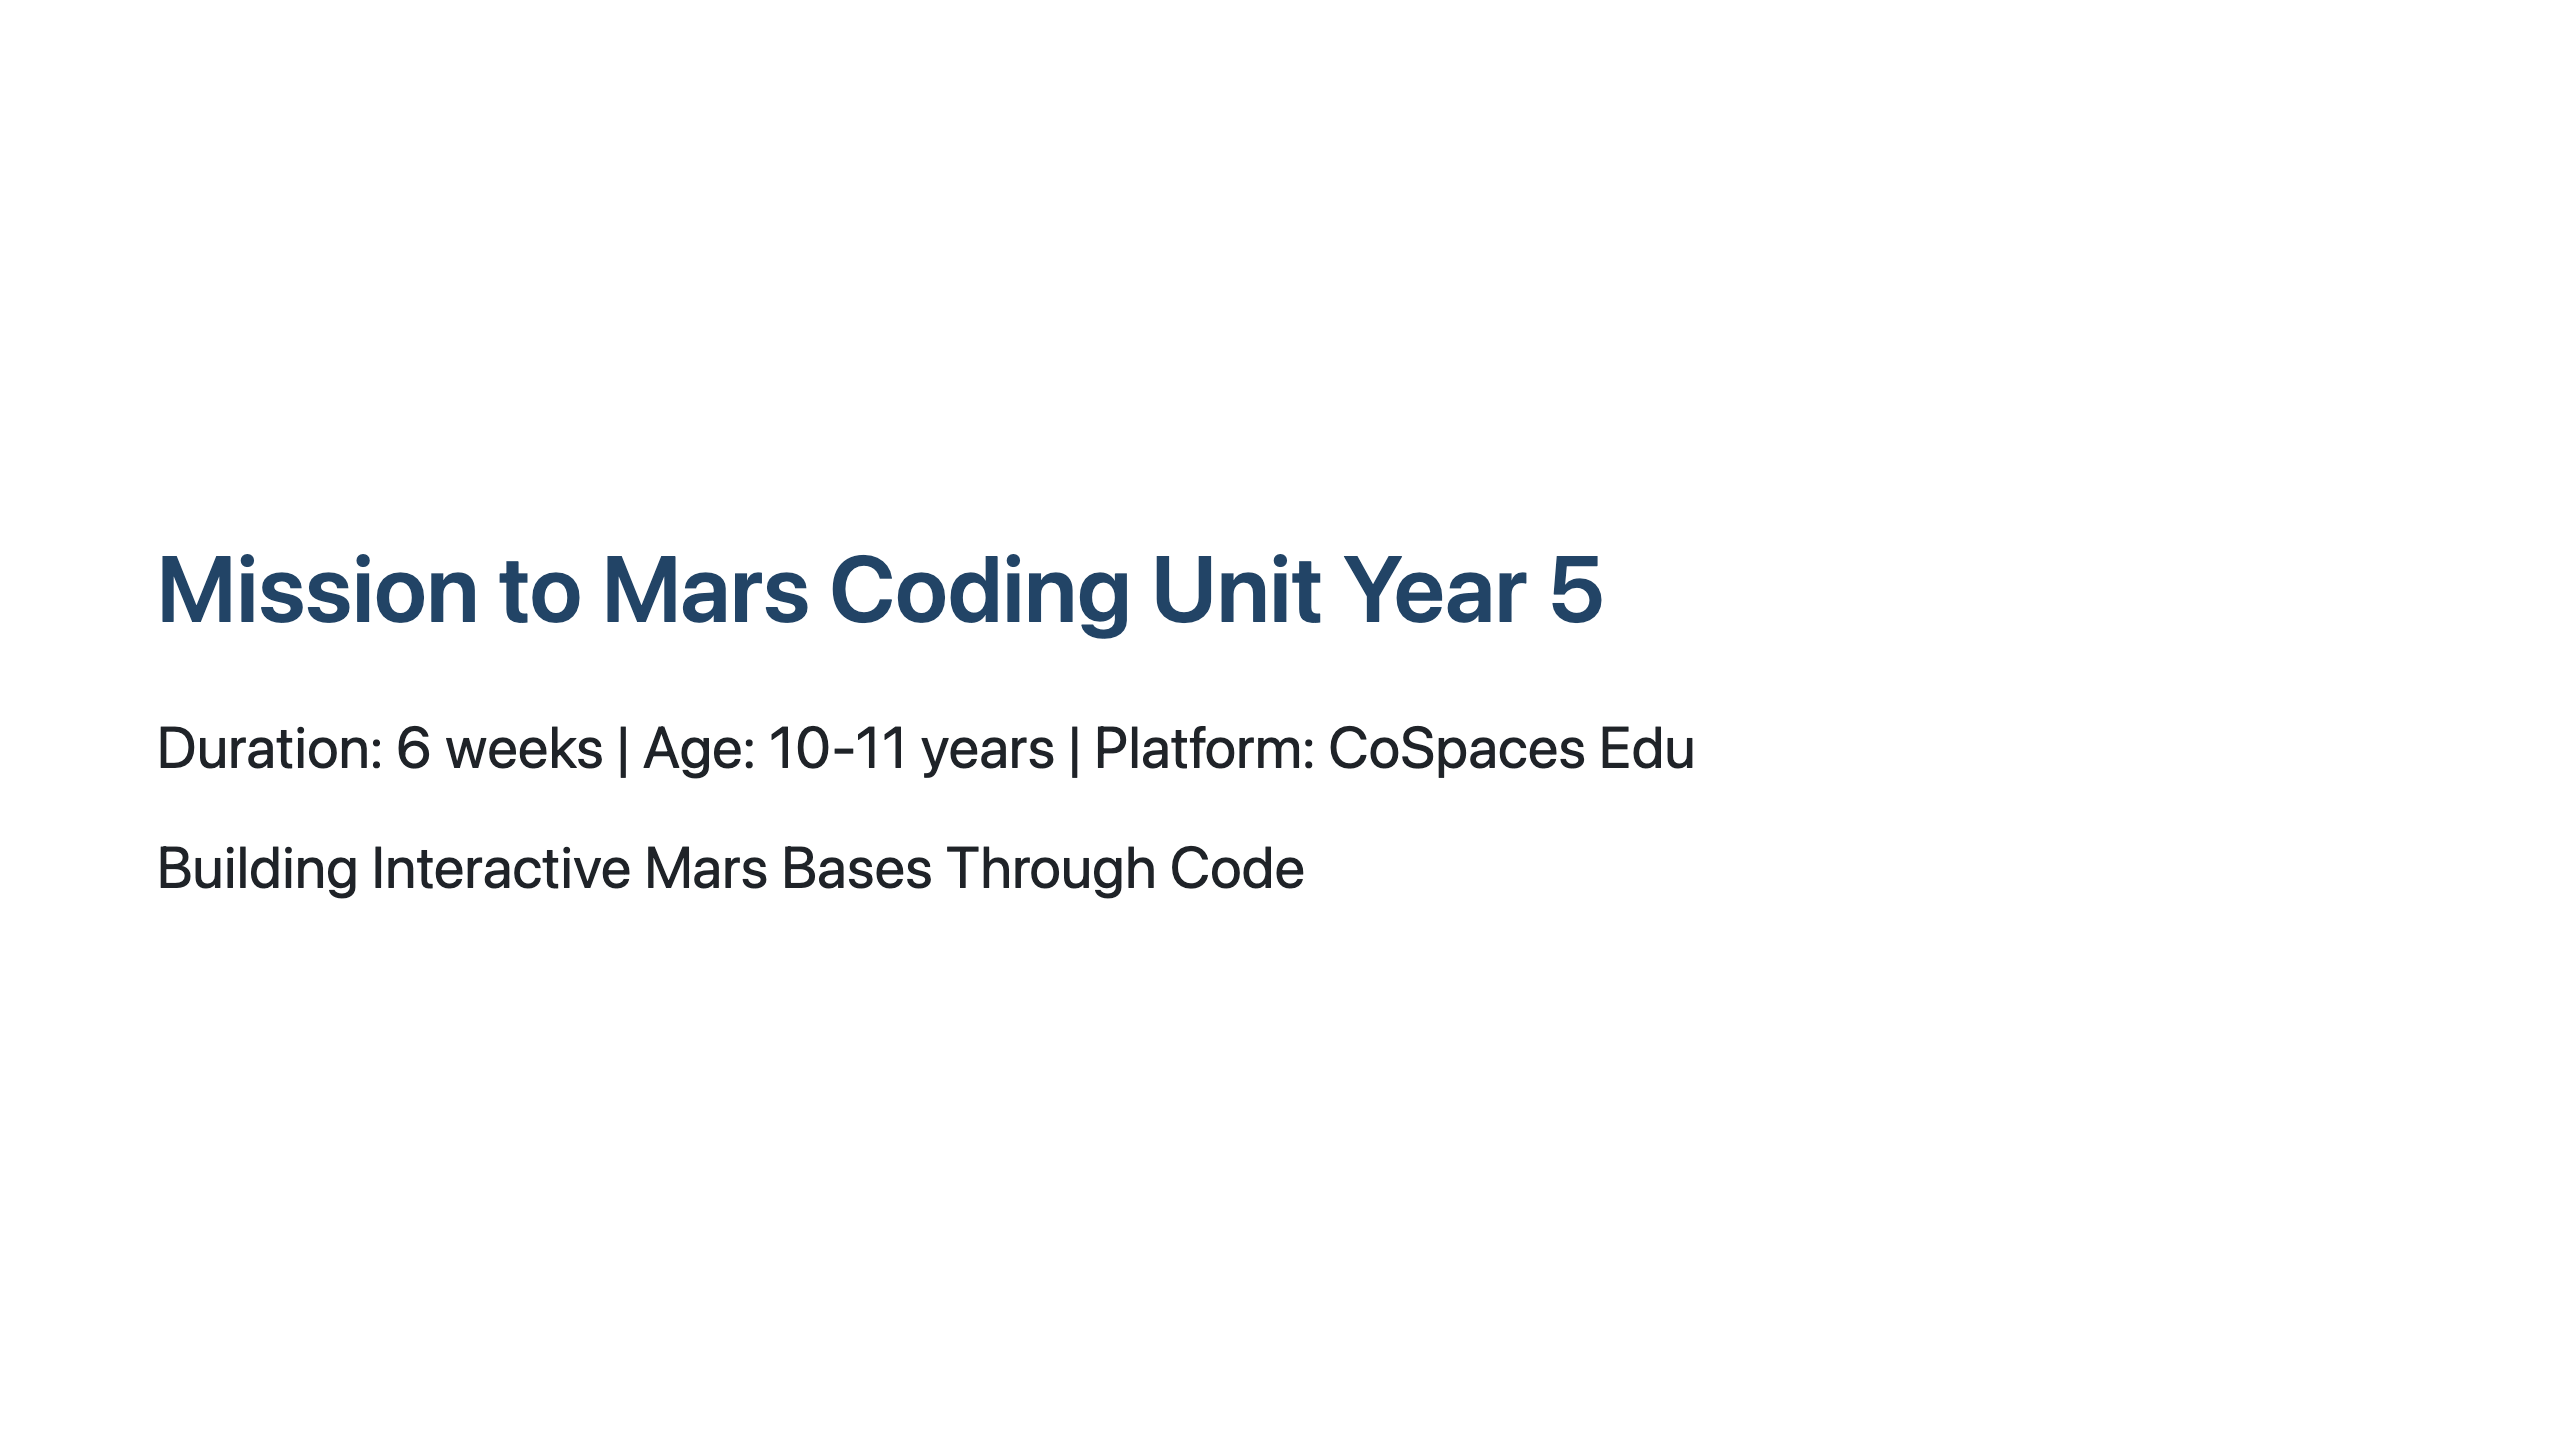 Mission to Mars Coding Unit Year 5
Duration: 6 weeks | Age: 10-11 years | Platform: CoSpaces Edu
Building Interactive Mars Bases Through Code